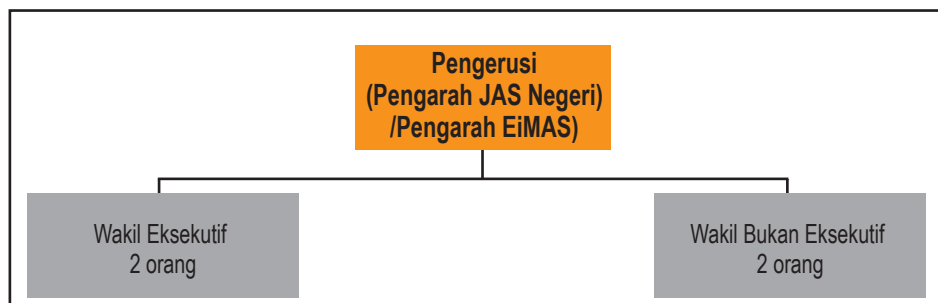 Pengerusi
(Pengarah JAS Negeri)
/Pengarah EiMAS)
Wakil Eksekutif
2 orang
Wakil Bukan Eksekutif
2 orang